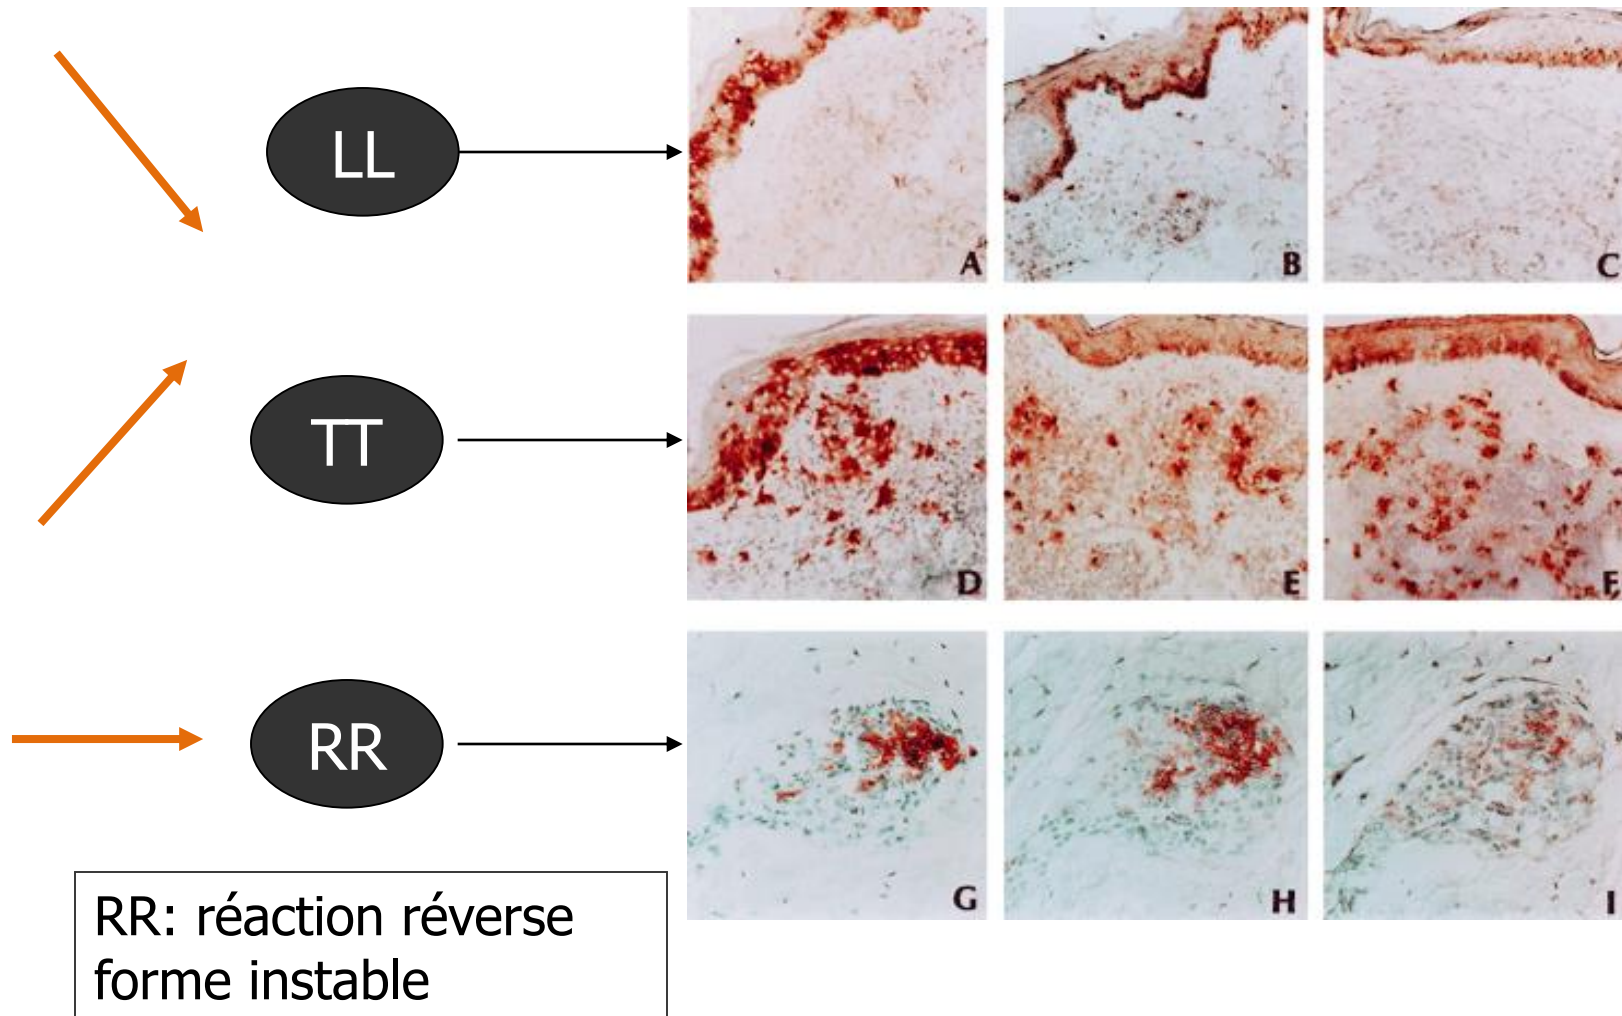 LL
A
B
C
TT
D
E
F
RR
G
H
I
RR: réaction réverse
forme instable